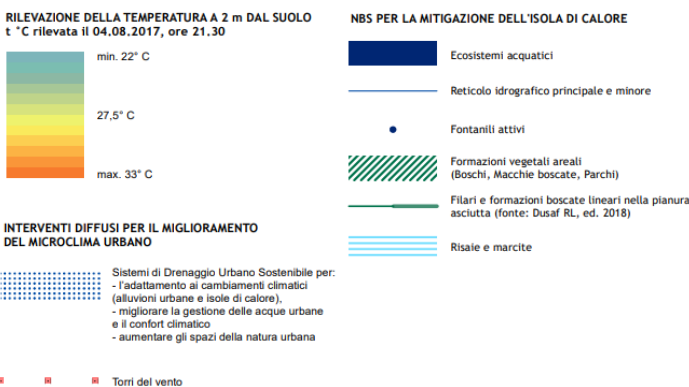 RILEVAZIONE DELLA TEMPERATURA A 2 m DAL SUOLO
t °C rilevata il 04.08.2017, ore 21.30
min. 22° C
27,5° C
max. 33° C
INTERVENTI DIFFUSI PER IL MIGLIORAMENTO
DEL MICROCLIMA URBANO
Sistemi di Drenaggio Urbano Sostenibile per:
- l'adattamento ai cambiamenti climatici
(alluvioni urbane e isole di calore),
- migliorare la gestione delle acque urbane
e il confort climatico
- aumentare gli spazi della natura urbana
Torri del vento
NBS PER LA MITIGAZIONE DELL'ISOLA DI CALORE
Ecosistemi acquatici
Reticolo idrografico principale e minore
Fontanili attivi
Formazioni vegetali areali
(Boschi, Macchie boscate, Parchi)
Filari e formazioni boscate lineari nella pianura
asciutta (fonte: Dusaf RL, ed. 2018)
Risaie e marcite